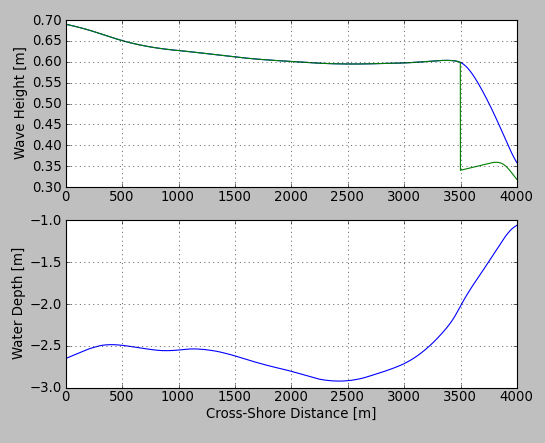 Wave Height [m]
0.70
0.65
0.60
0.55
0.50
0.45
0.40
0.35
0.30
0 500 1000 1500 2000 2500 3000 3500 4000
Water Depth [m]
−1.0
−1.5
−2.0
−2.5
−3.0
0 500 1000 1500 2000 2500 3000 3500 4000
Cross-Shore Distance [m]